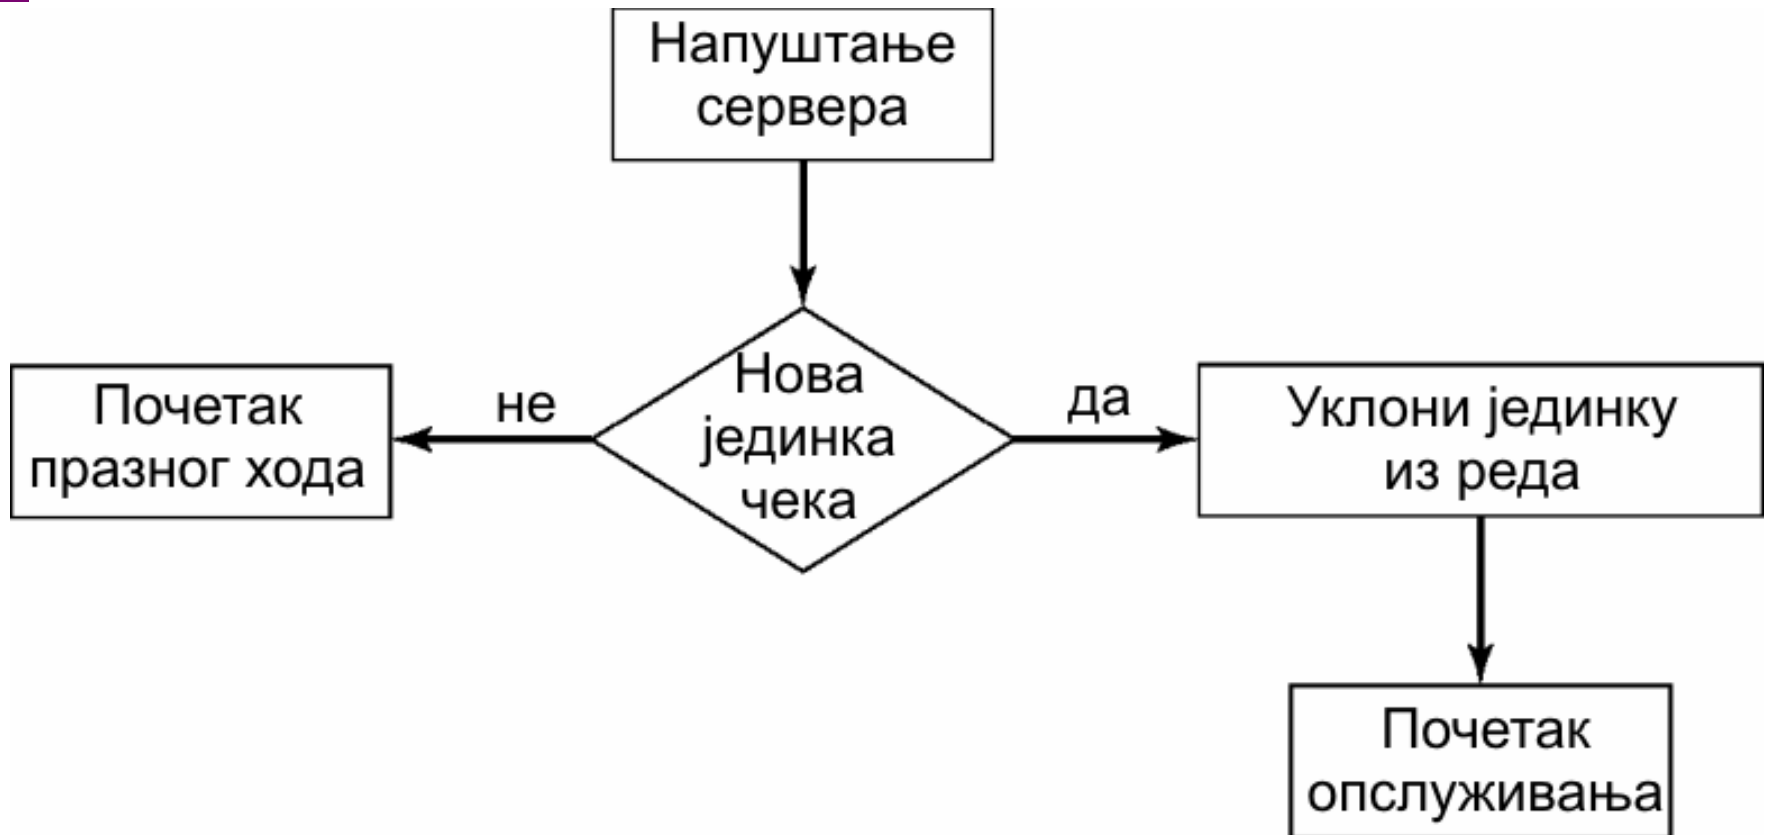 Напуштање
сервера
Нова
јединка
чека
не
да
Почетак
празног хода
Уклони јединку
из реда
Почетак
опслуживања